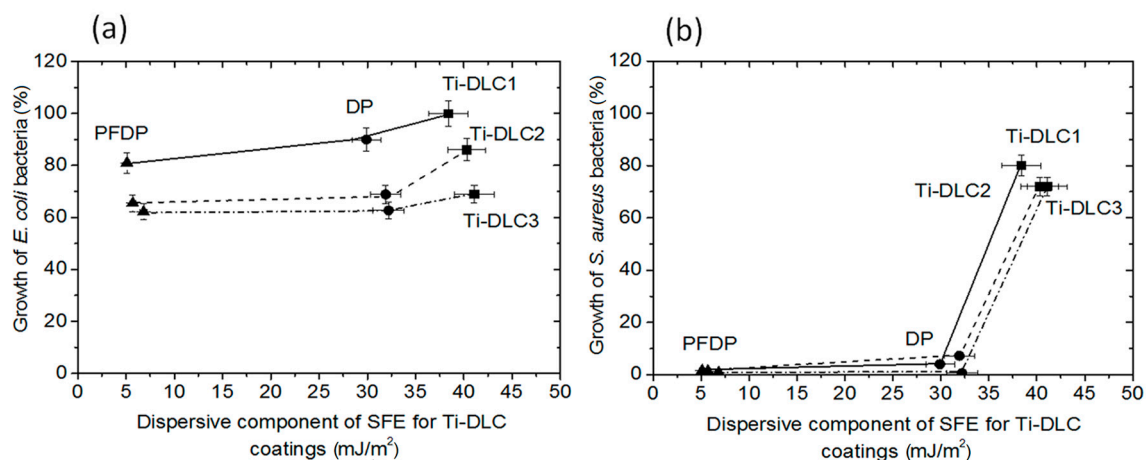 (a)
Growth of E. coli bacteria (%)
120
100
80
60
40
20
0
PFDP
DP
Ti-DLC1
Ti-DLC2
Ti-DLC3
0 5 10 15 20 25 30 35 40 45 50
Dispersive component of SFE for Ti-DLC
coatings (mJ/m²)
(b)
Growth of S. aureus bacteria (%)
120
100
80
60
40
20
0
PFDP
DP
Ti-DLC1
Ti-DLC2
Ti-DLC3
0 5 10 15 20 25 30 35 40 45 50
Dispersive component of SFE for Ti-DLC
coatings (mJ/m²)